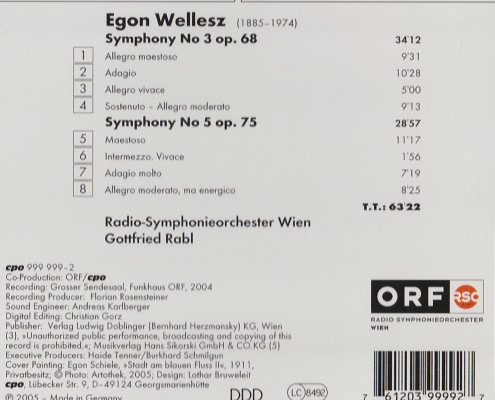 Egon Wellesz (1885-1974)
Symphony No 3 op. 68 34'12
1 Allegro maestoso 9'31
2 Adagio 10'28
3 Allegro vivace 5'00
4 Sostenuto – Allegro moderato 9'13
Symphony No 5 op. 75 28'57
5 Maestoso 11'17
6 Intermezzo. Vivace 1'56
7 Adagio molto 7'19
8 Allegro moderato, ma energico 8'25
T.T.: 63'22
Radio-Symphonieorchester Wien
Gottfried Rabl
cpo 999 999-2
Co-Production: ORF/cpo
Recording: Grosser Sendesaal, Funkhaus ORF, 2004
Recording Producer: Florian Rosensteiner
Sound Engineer: Andreas Karlberger
Digital Editing: Christian Gorz
Publisher: Verlag Ludwig Doblinger (Bernhard Herzmansky) KG, Wien
(3), »Unauthorized public performance, broadcasting and copying of this
record is prohibited.«; Musikverlag Hans Sikorski GmbH & CO.KG (5)
Executive Producers: Haide Tenner/Burkhard Schmilgun
Cover Painting: Egon Schiele, »Stadt am blauen Fluss II«, 1911,
Privatbesitz; © Photo: Artothek, 2005; Design: Lothar Bruweleit
cpo, Lübecker Str. 9, D–49124 Georgsmarienhütte
℗ 2005 – Made in Germany
DDD
LC 8492
ORF RSO
RADIO SYMPHONIEORCHESTER
WIEN
7 61203 99992 7